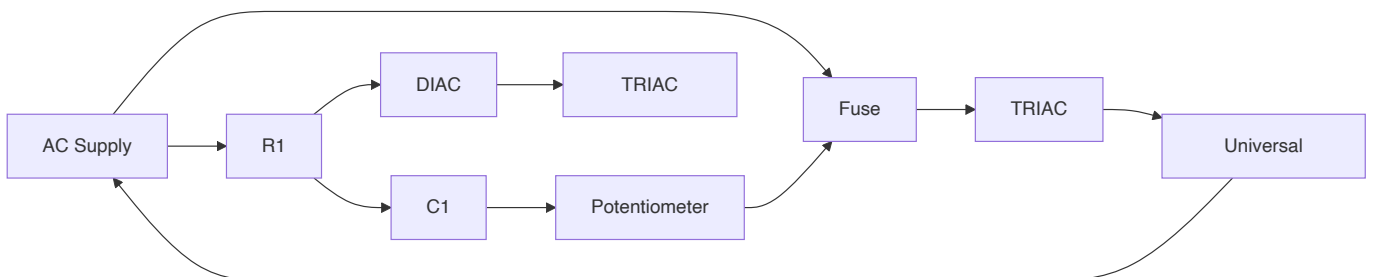 AC Supply
R1
DIAC
TRIAC
C1
Potentiometer
Fuse
TRIAC
Universal